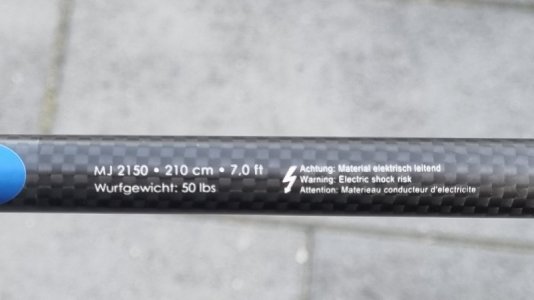 MJ 2150 • 210 cm • 7.0 ft
Wurfgewicht: 50 lbs
Achtung: Material elektrisch leitend
Warning: Electric shock risk
Attention: Materieau conducteur d'electricite